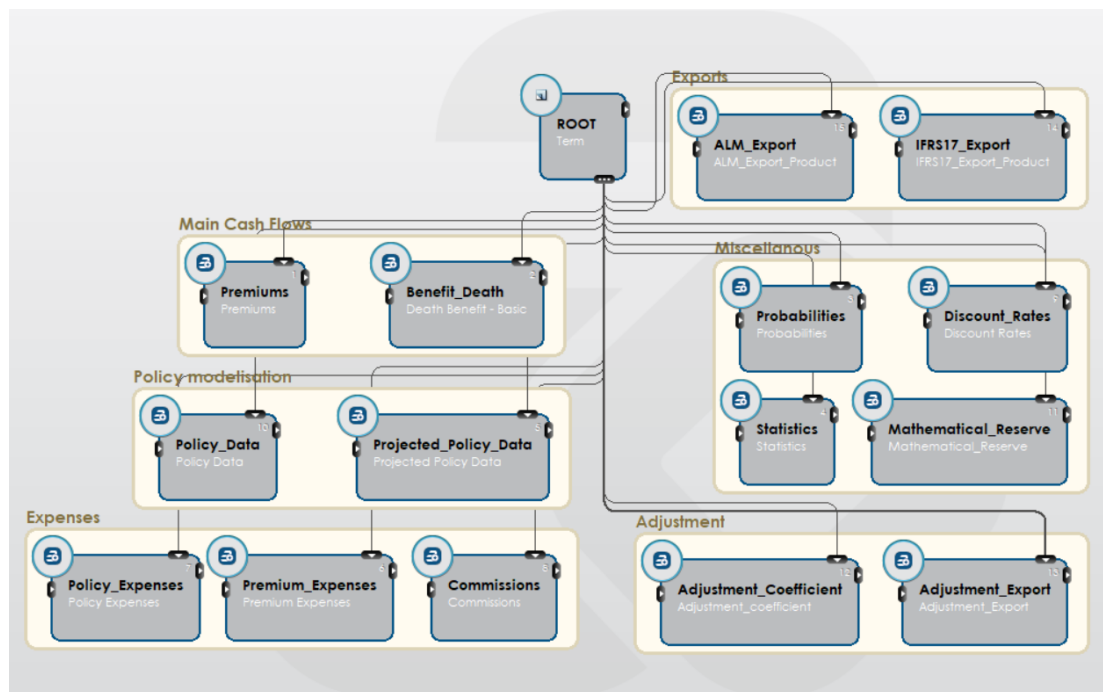 Exports
ROOT
Term
ALM_Export
ALM_Export_Product
15
IFRS17_Export
IFRS17_Export_Product
14
Main Cash Flows
Premiums
Premiums
1
Benefit_Death
Death Benefit - Basic
2
Miscellanous
Probabilities
Probabilities
3
Discount_Rates
Discount Rates
9
Statistics
Statistics
4
Mathematical_Reserve
Mathematical_Reserve
11
Policy modelisation
Policy_Data
Policy Data
10
Projected_Policy_Data
Projected Policy Data
5
Expenses
Policy_Expenses
Policy Expenses
7
Premium_Expenses
Premium Expenses
6
Commissions
Commissions
8
Adjustment
Adjustment_Coefficient
Adjustment_coefficient
12
Adjustment_Export
Adjustment_Export
13